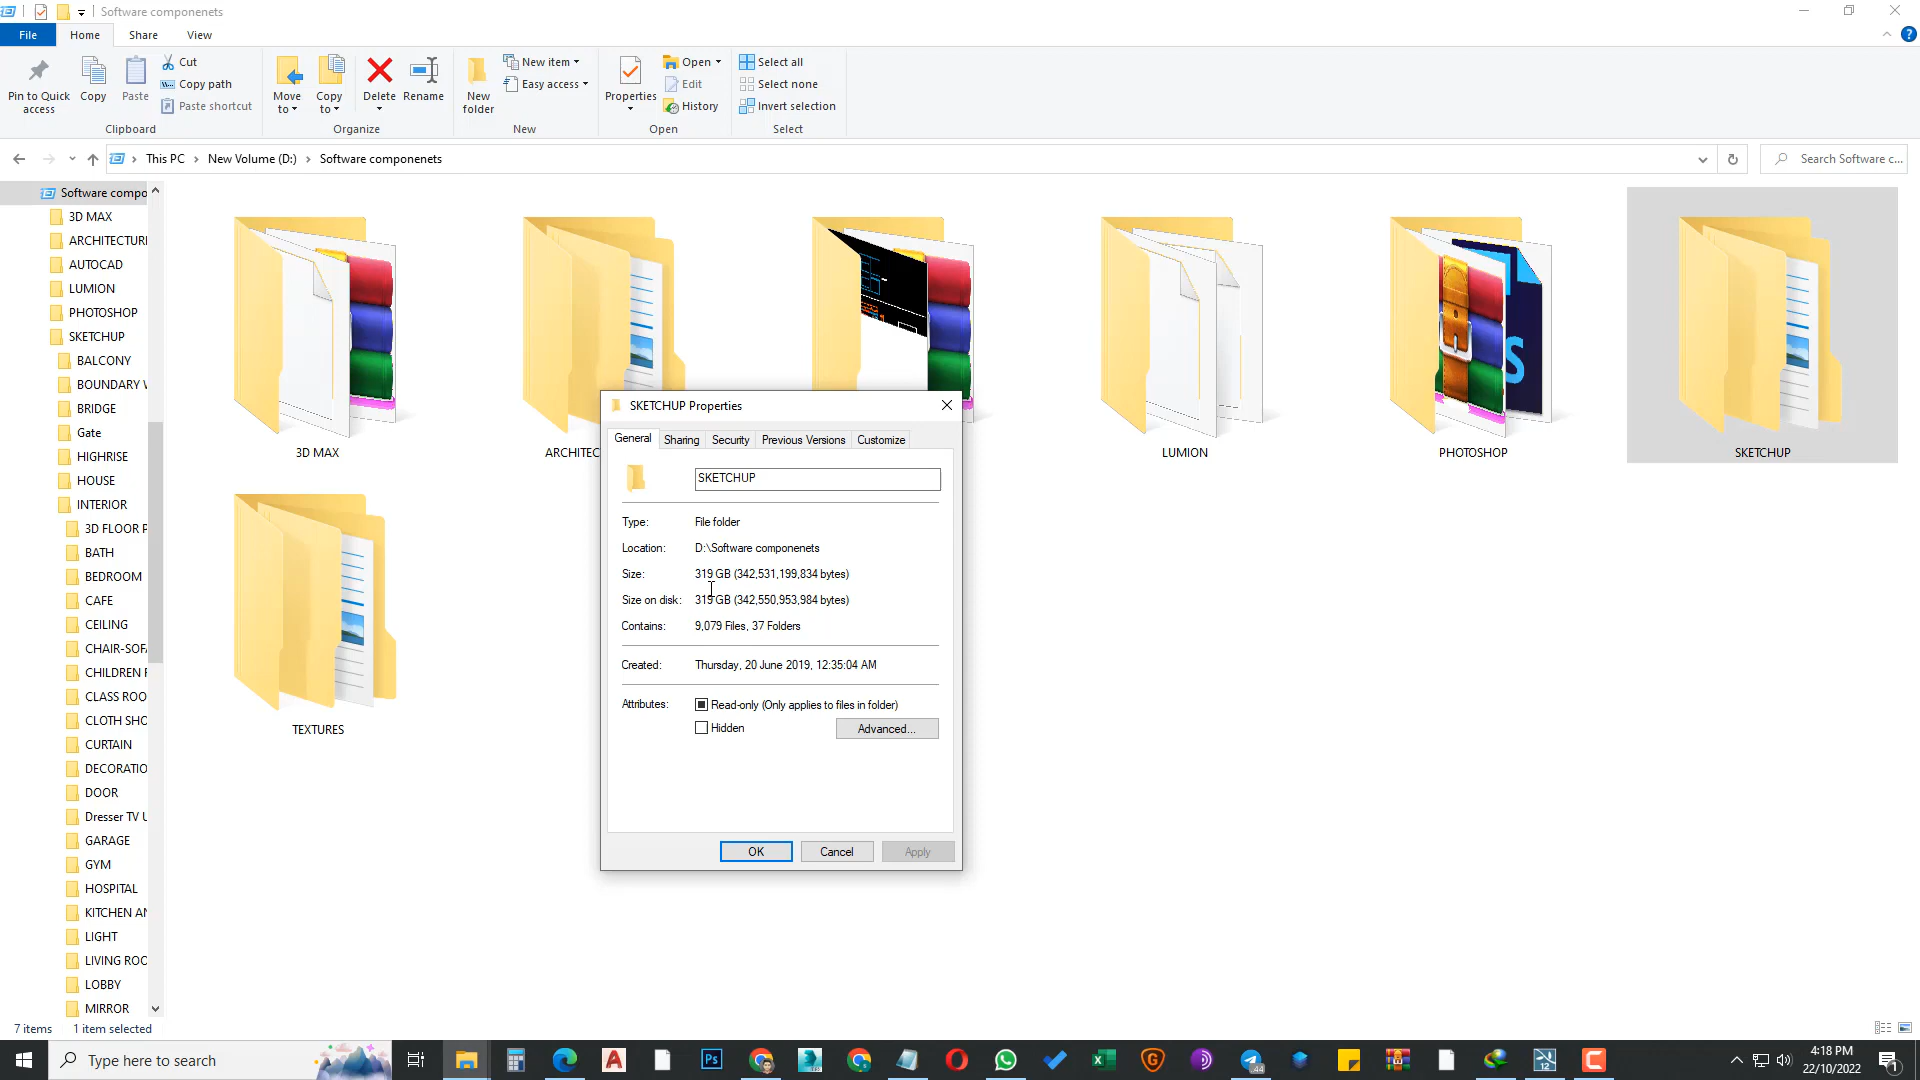 Software componenets
File
Home
Share
View
Pin to Quick
access
Copy
Paste
Cut
Copy path
Paste shortcut
Clipboard
Move
to
Copy
to
Delete
Rename
Organize
New
folder
New item
Easy access
New
Properties
Open
Edit
History
Open
Select all
Select none
Invert selection
Select
This PC
New Volume (D:)
Software componenets
Search Software c...
Software compo
3D MAX
ARCHITECTUR
AUTOCAD
LUMION
PHOTOSHOP
SKETCHUP
BALCONY
BOUNDARY
BRIDGE
Gate
HIGHRISE
HOUSE
INTERIOR
3D FLOOR P
BATH
BEDROOM
CAFE
CEILING
CHAIR-SOF
CHILDREN
CLASS ROO
CLOTH SHO
CURTAIN
DECORATIO
DOOR
Dresser TV U
GARAGE
GYM
HOSPITAL
KITCHEN AN
LIGHT
LIVING ROO
LOBBY
MIRROR
3D MAX
ARCHITEC
LUMION
PHOTOSHOP
SKETCHUP
TEXTURES
SKETCHUP Properties
General
Sharing
Security
Previous Versions
Customize
SKETCHUP
Type: File folder
Location: D:\Software componenets
Size: 319 GB (342,531,199,834 bytes)
Size on disk: 319 GB (342,550,953,984 bytes)
Contains: 9,079 Files, 37 Folders
Created: Thursday, 20 June 2019, 12:35:04 AM
Attributes: Read-only (Only applies to files in folder)
Hidden
Advanced...
OK
Cancel
Apply
7 items
1 item selected
Type here to search
4:18 PM
22/10/2022